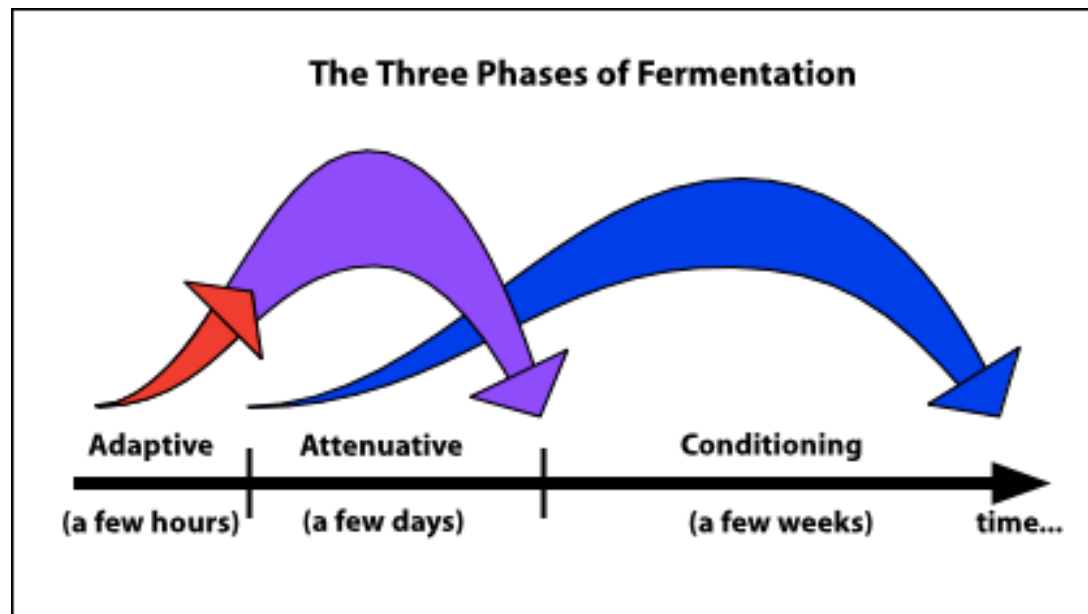 The Three Phases of Fermentation
Adaptive
Attenuative
Conditioning
(a few hours)
(a few days)
(a few weeks)
time...